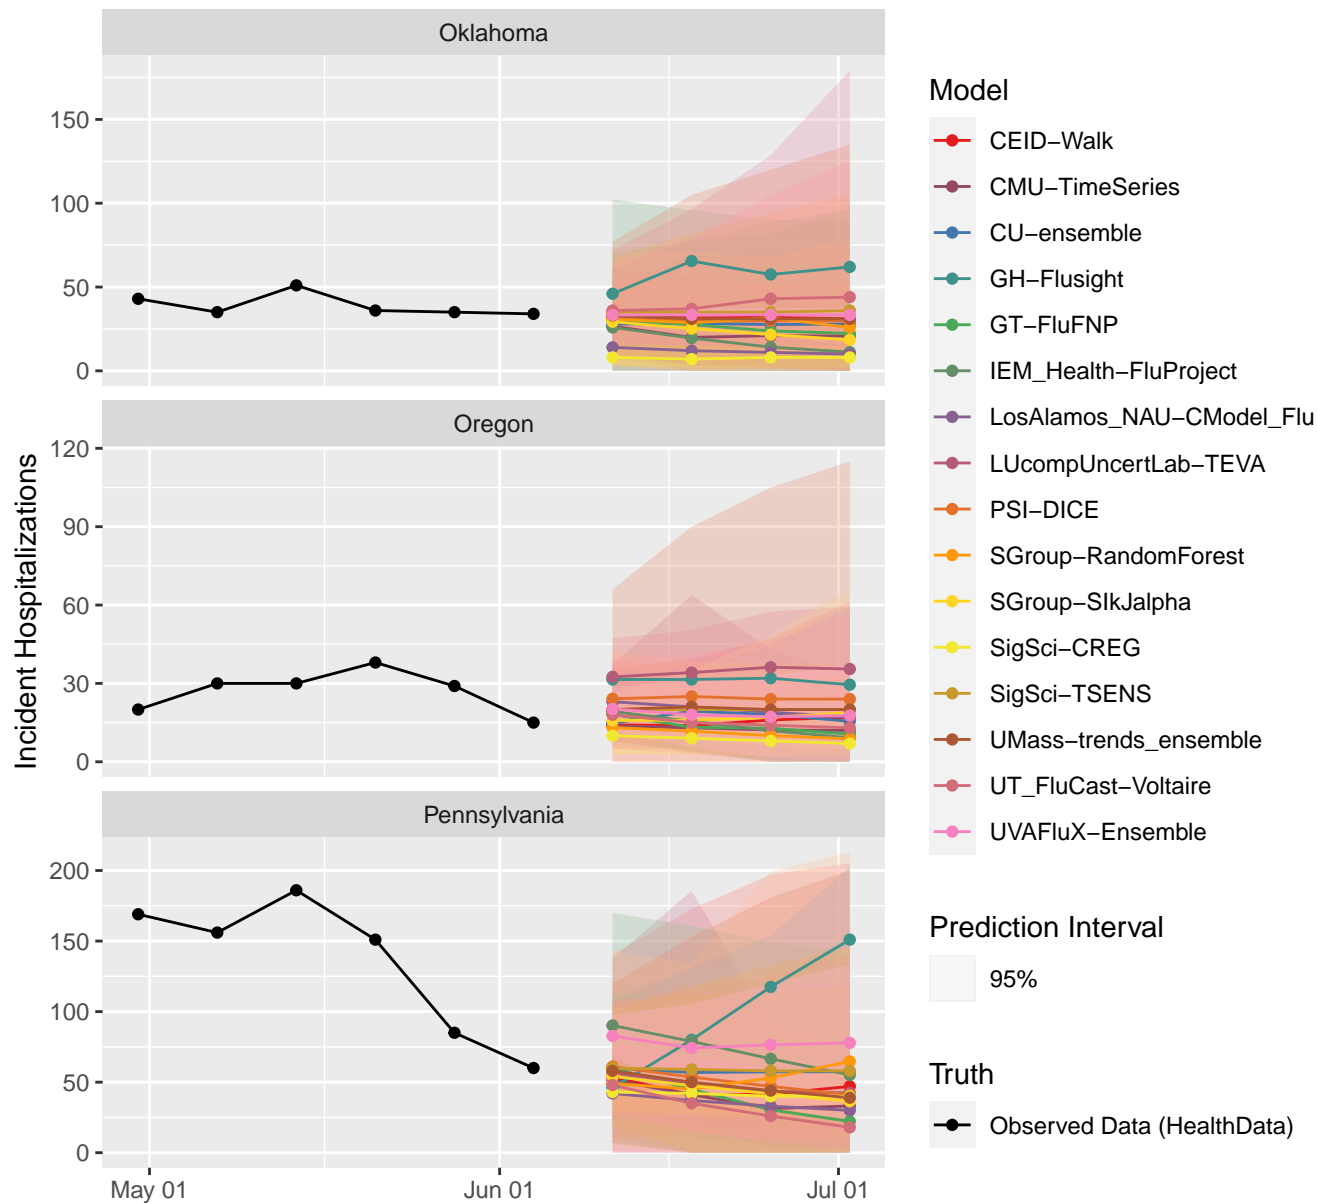 Oklahoma
150
100
50
0
Oregon
120
90
60
30
0
Pennsylvania
200
150
100
50
0
May 01
Jun 01
Jul 01
Incident Hospitalizations
Model
CEID−Walk
CMU−TimeSeries
CU−ensemble
GH−Flusight
GT−FluFNP
IEM_Health−FluProject
LosAlamos_NAU−CModel_Flu
LUcompUncertLab−TEVA
PSI−DICE
SGroup−RandomForest
SGroup−SIkJalpha
SigSci−CREG
SigSci−TSENS
UMass−trends_ensemble
UT_FluCast−Voltaire
UVAFluX−Ensemble
Prediction Interval
95%
Truth
Observed Data (HealthData)